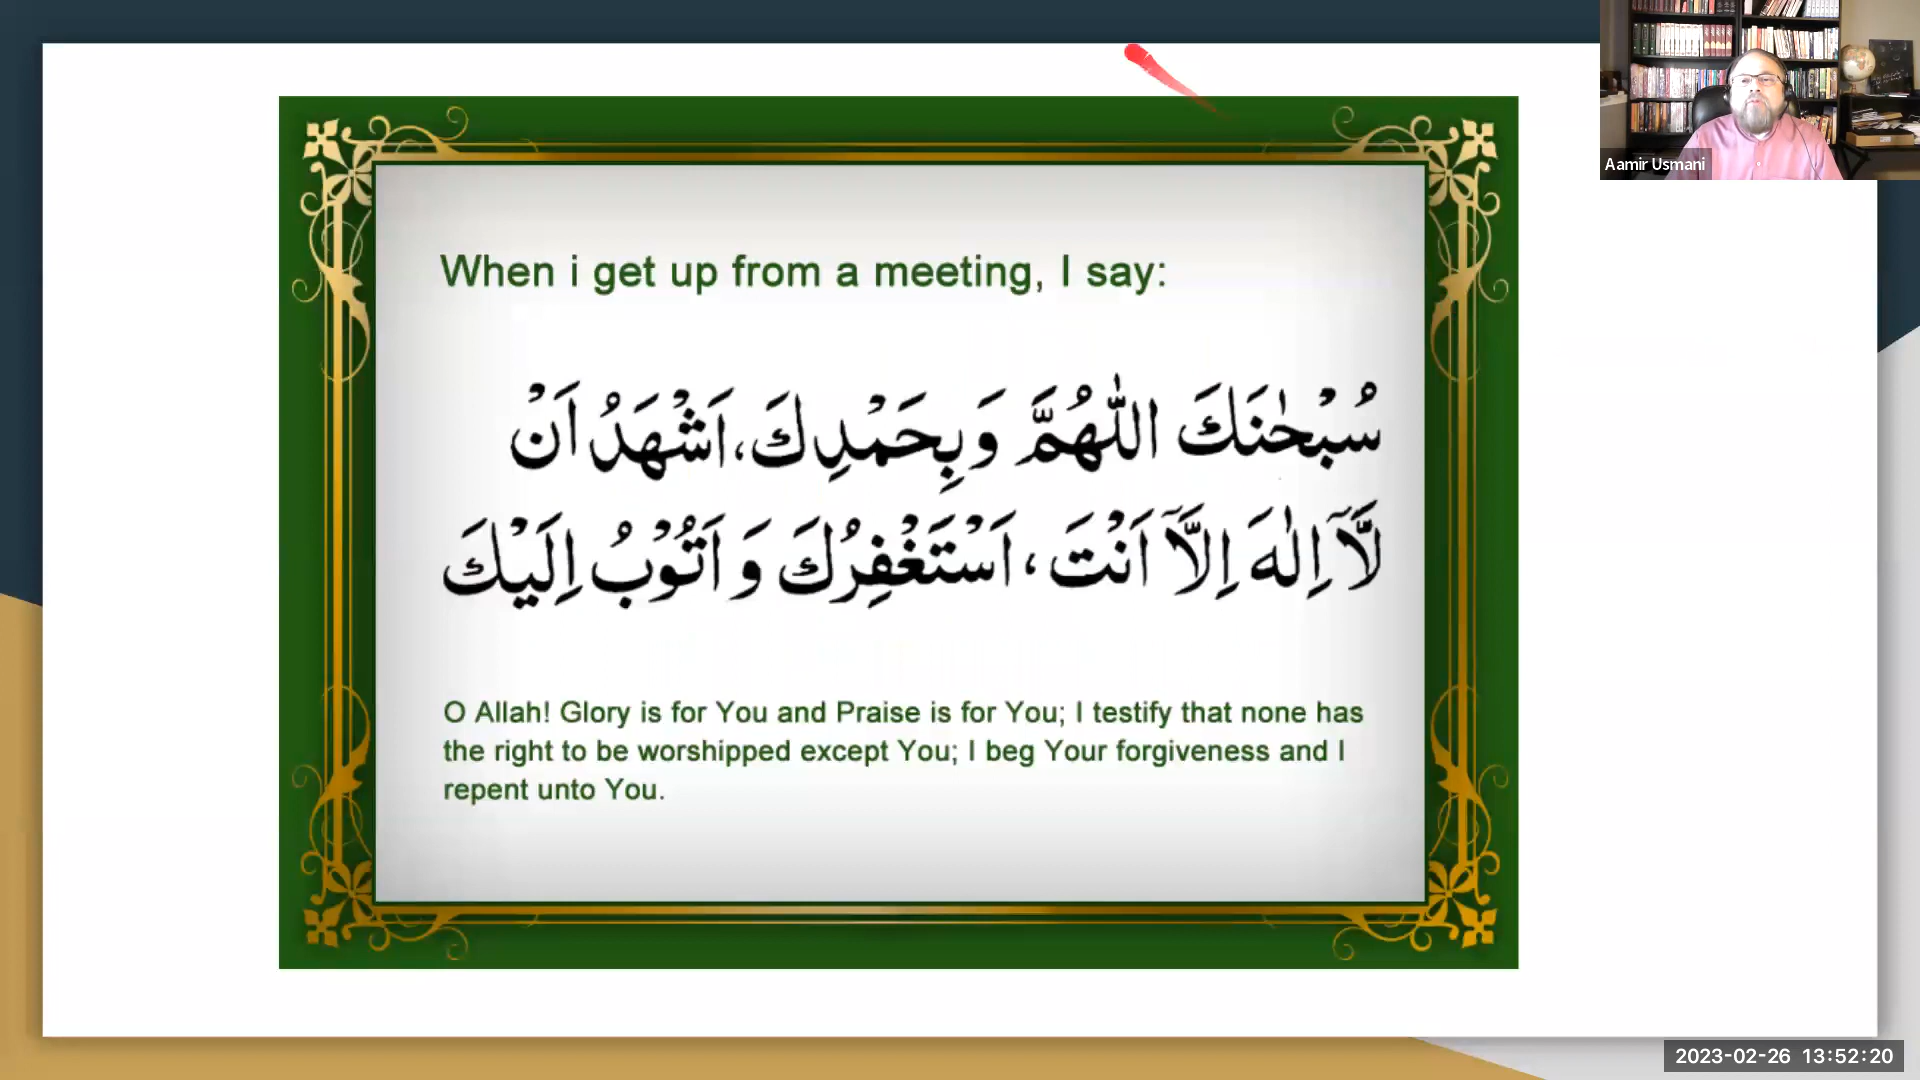 Aamir Usmani
When i get up from a meeting, I say:
سُبْحٰنَكَ اللّٰهُمَّ وَبِحَمْدِكَ، اَشْهَدُ اَنْ
لَّآ اِلٰهَ اِلَّآ اَنْتَ، اَسْتَغْفِرُكَ وَ اَتُوْبُ اِلَيْكَ
O Allah! Glory is for You and Praise is for You; I testify that none has
the right to be worshipped except You; I beg Your forgiveness and I
repent unto You.
2023-02-26 13:52:20